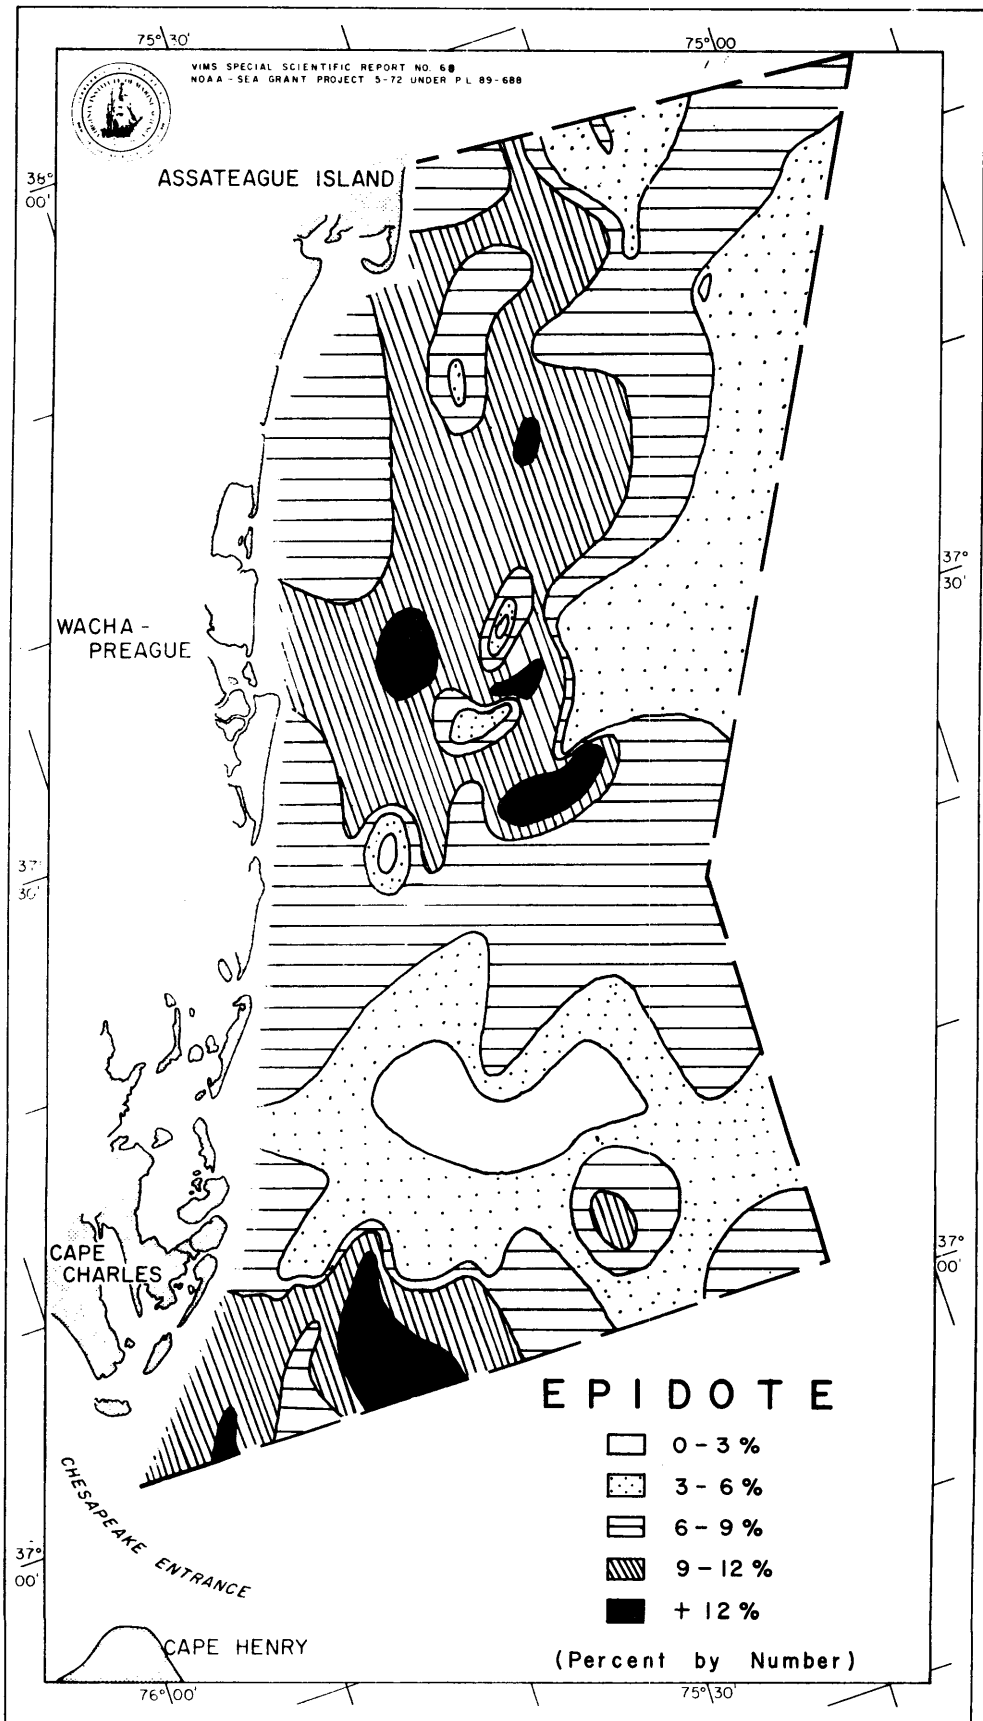 75° 30'
75° 00
VIMS SPECIAL SCIENTIFIC REPORT NO. 68
NOAA - SEA GRANT PROJECT 5-72 UNDER P L 89-688
38°
00'
ASSATEAGUE ISLAND
37°
30'
WACHA-
PREAGUE
37°
30'
CAPE
CHARLES
37°
00'
EPIDOTE
0 - 3 %
3 - 6 %
6 - 9 %
9 - 12 %
+ 12 %
(Percent by Number)
CHESAPEAKE ENTRANCE
37°
00'
CAPE HENRY
76° 00'
75° 30'